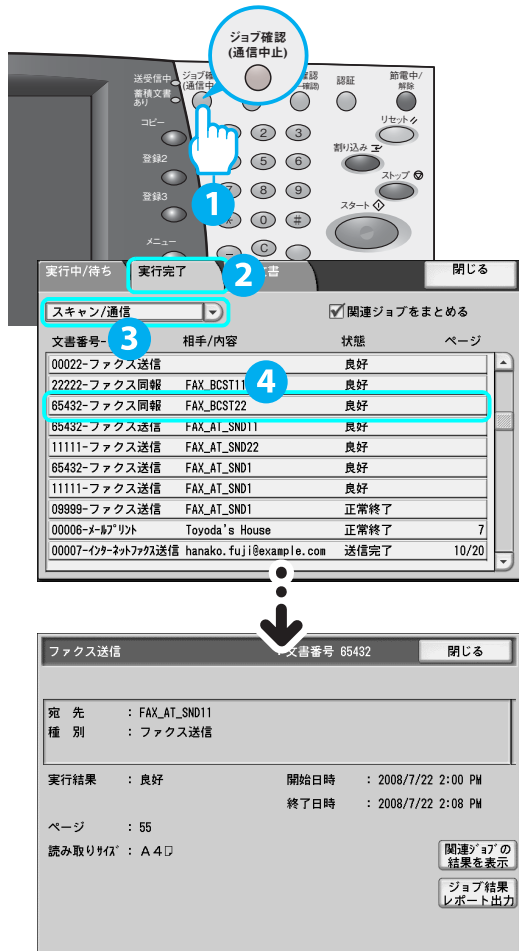 ジョブ確認
(通信中止)
送受信中
蓄積文書
あり
認証
節電中/
解除
コピー
登録2
登録3
メニュー
2
3
5
6
8
9
0
#
C
リセット
割り込み
ストップ
スタート
1
実行中/待ち
実行完了
2
閉じる
スキャン/通信
関連ジョブをまとめる
3
文書番号-
相手/内容
状態
ページ
00022-ファクス送信 良好
22222-ファクス同報 FAX_BCST11 良好
4
65432-ファクス同報 FAX_BCST22 良好
65432-ファクス送信 FAX_AT_SND11 良好
11111-ファクス送信 FAX_AT_SND22 良好
65432-ファクス送信 FAX_AT_SND1 良好
11111-ファクス送信 FAX_AT_SND1 良好
09999-ファクス送信 FAX_AT_SND1 正常終了
00006-メールプリント Toyoda's House 正常終了 7
00007-インターネットファクス送信 hanako.fuji@example.com 送信完了 10/20
ファクス送信
文書番号 65432
閉じる
宛 先 : FAX_AT_SND11
種 別 : ファクス送信
実行結果 : 良好
開始日時 : 2008/7/22 2:00 PM
終了日時 : 2008/7/22 2:08 PM
ページ : 55
読み取りサイズ : A4
関連ジョブの
結果を表示
ジョブ結果
レポート出力